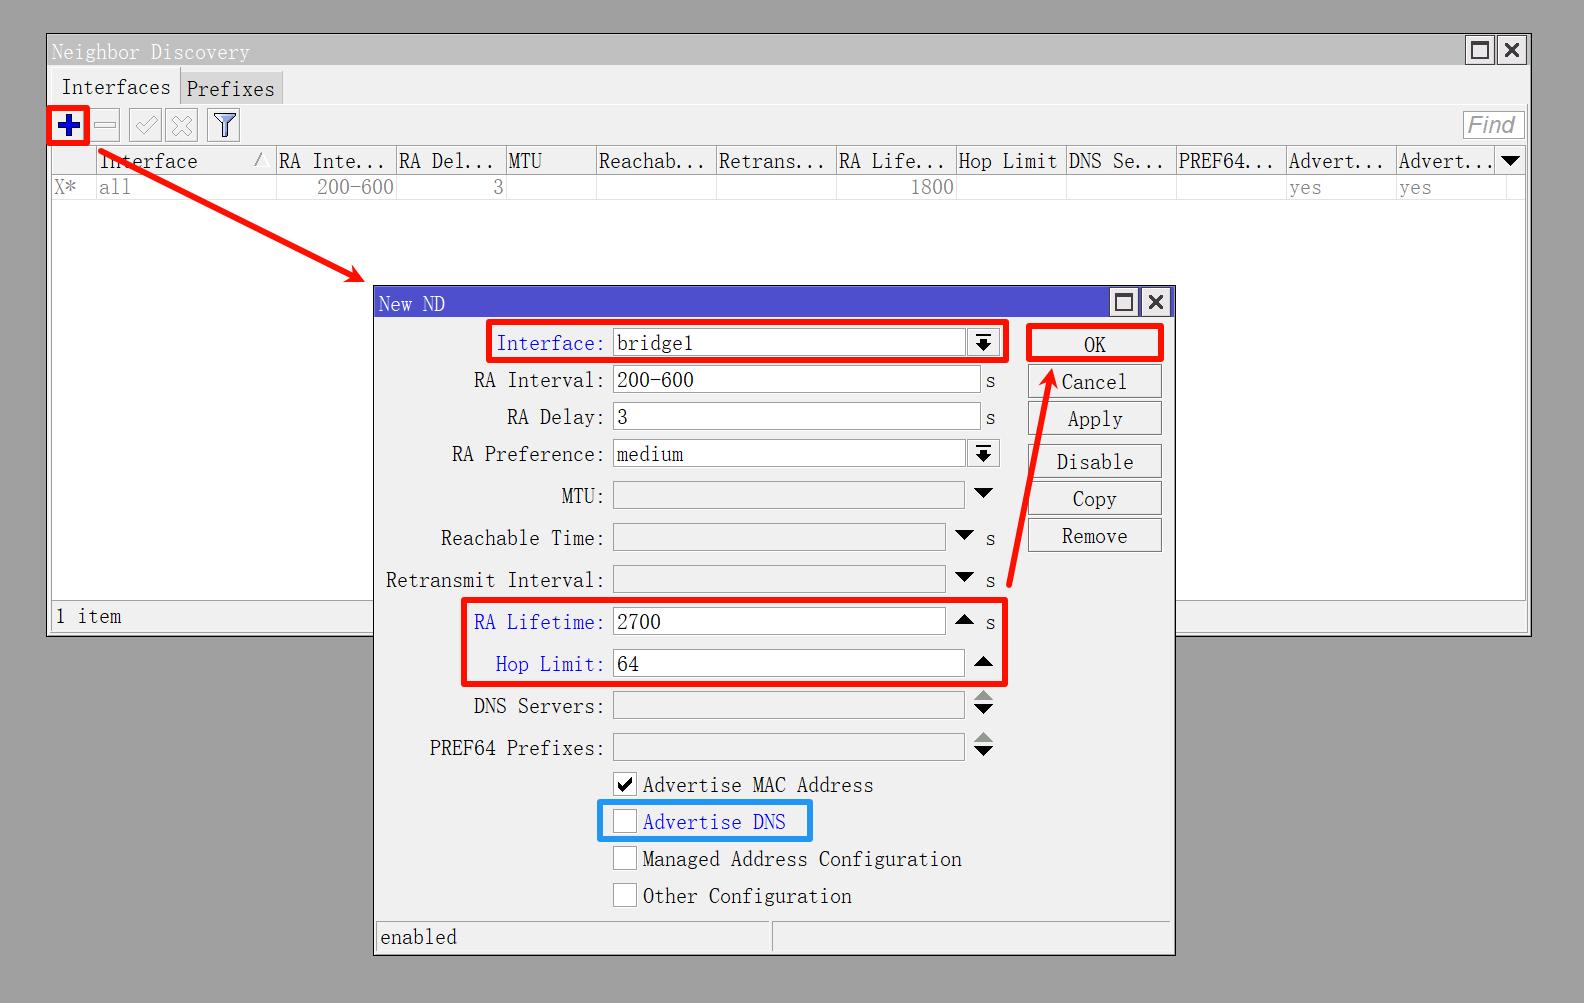 Neighbor Discovery
Interfaces Prefixes
Find
Interface RA Inte... RA Del... MTU Reachab... Retrans... RA Life... Hop Limit DNS Se... PREF64... Advert... Advert...
X* all 200-600 3 1800 yes yes
1 item
New ND
Interface: bridge1 OK
RA Interval: 200-600 s Cancel
RA Delay: 3 s Apply
RA Preference: medium Disable
MTU: Copy
Reachable Time: s Remove
Retransmit Interval: s
RA Lifetime: 2700 s
Hop Limit: 64
DNS Servers:
PREF64 Prefixes:
Advertise MAC Address
Advertise DNS
Managed Address Configuration
Other Configuration
enabled